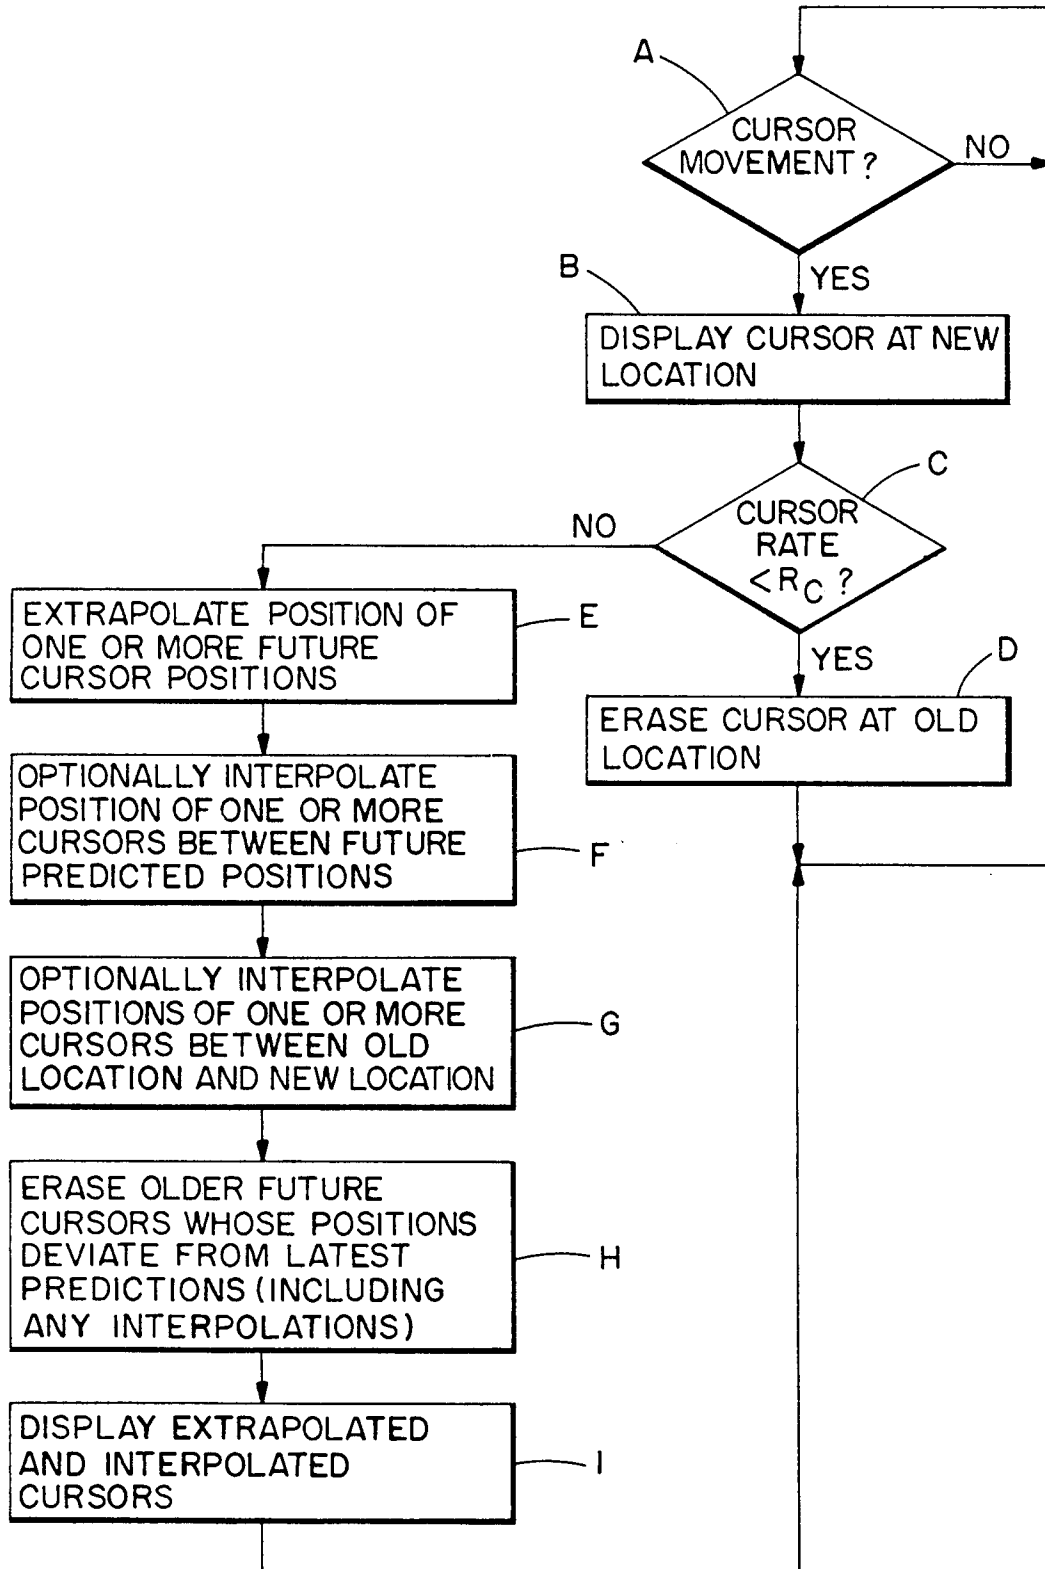 A
CURSOR
MOVEMENT?
NO
YES
B
DISPLAY CURSOR AT NEW
LOCATION
C
CURSOR
RATE
<RC ?
NO
YES
D
ERASE CURSOR AT OLD
LOCATION
EXTRAPOLATE POSITION OF
ONE OR MORE FUTURE
CURSOR POSITIONS
E
OPTIONALLY INTERPOLATE
POSITION OF ONE OR MORE
CURSORS BETWEEN FUTURE
PREDICTED POSITIONS
F
OPTIONALLY INTERPOLATE
POSITIONS OF ONE OR MORE
CURSORS BETWEEN OLD
LOCATION AND NEW LOCATION
G
ERASE OLDER FUTURE
CURSORS WHOSE POSITIONS
DEVIATE FROM LATEST
PREDICTIONS (INCLUDING
ANY INTERPOLATIONS)
H
DISPLAY EXTRAPOLATED
AND INTERPOLATED
CURSORS
I